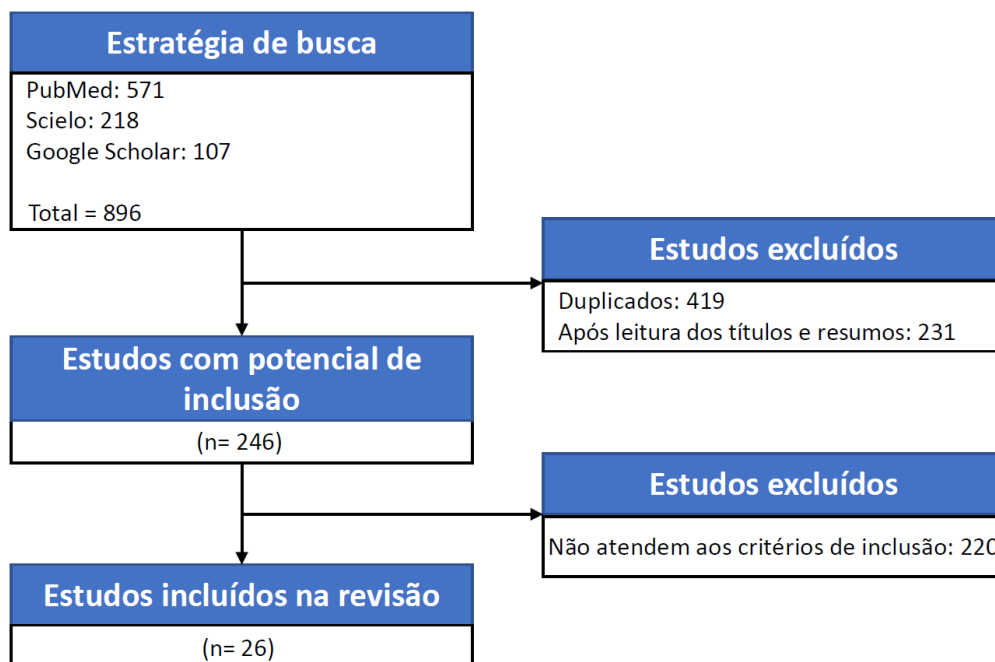 Estratégia de busca
PubMed: 571
Scielo: 218
Google Scholar: 107
Total = 896
Estudos excluídos
Duplicados: 419
Após leitura dos títulos e resumos: 231
Estudos com potencial de
inclusão
(n= 246)
Estudos excluídos
Não atendem aos critérios de inclusão: 220
Estudos incluídos na revisão
(n= 26)